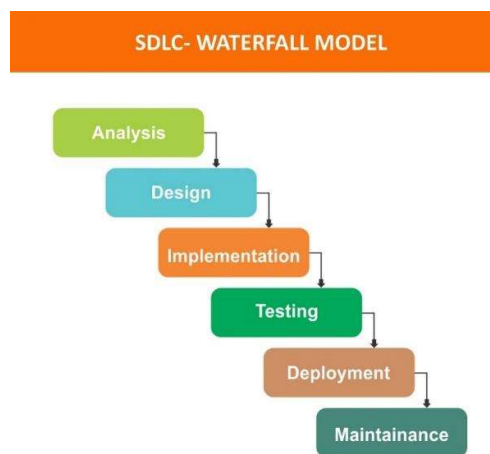 SDLC- WATERFALL MODEL
Analysis
Design
Implementation
Testing
Deployment
Maintainance